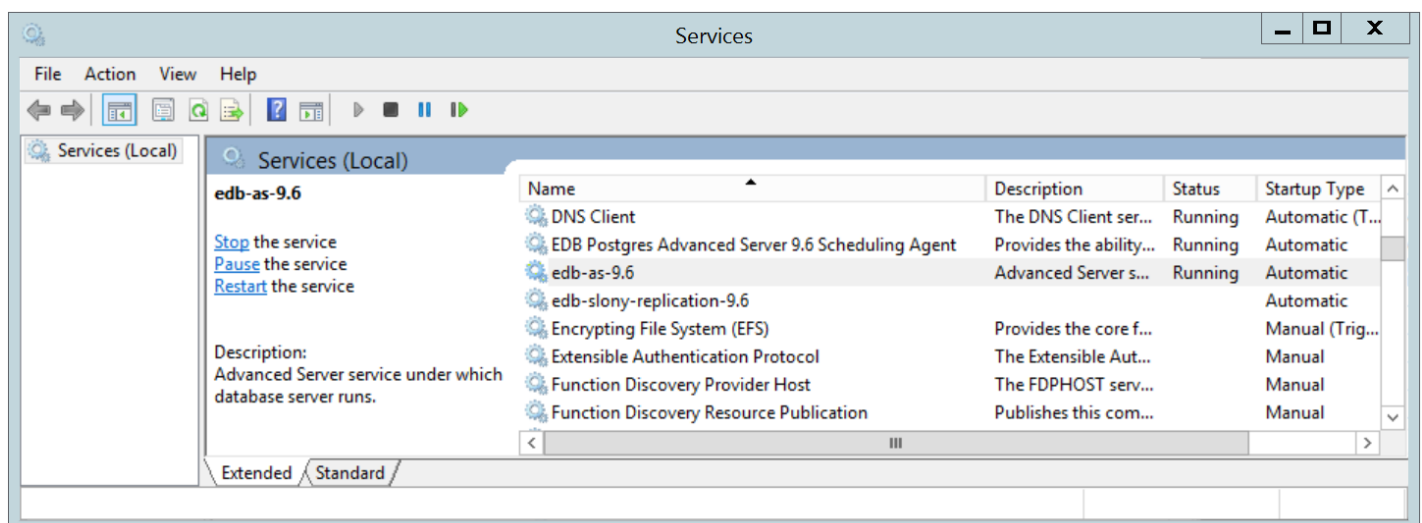 Services
File Action View Help
Services (Local)
Services (Local)
edb-as-9.6
Stop the service
Pause the service
Restart the service
Description:
Advanced Server service under which
database server runs.
Name Description Status Startup Type
DNS Client The DNS Client ser... Running Automatic (T...
EDB Postgres Advanced Server 9.6 Scheduling Agent Provides the ability... Running Automatic
edb-as-9.6 Advanced Server s... Running Automatic
edb-slony-replication-9.6 Automatic
Encrypting File System (EFS) Provides the core f... Manual (Trig...
Extensible Authentication Protocol The Extensible Aut... Manual
Function Discovery Provider Host The FDPHOST serv... Manual
Function Discovery Resource Publication Publishes this com... Manual
Extended Standard